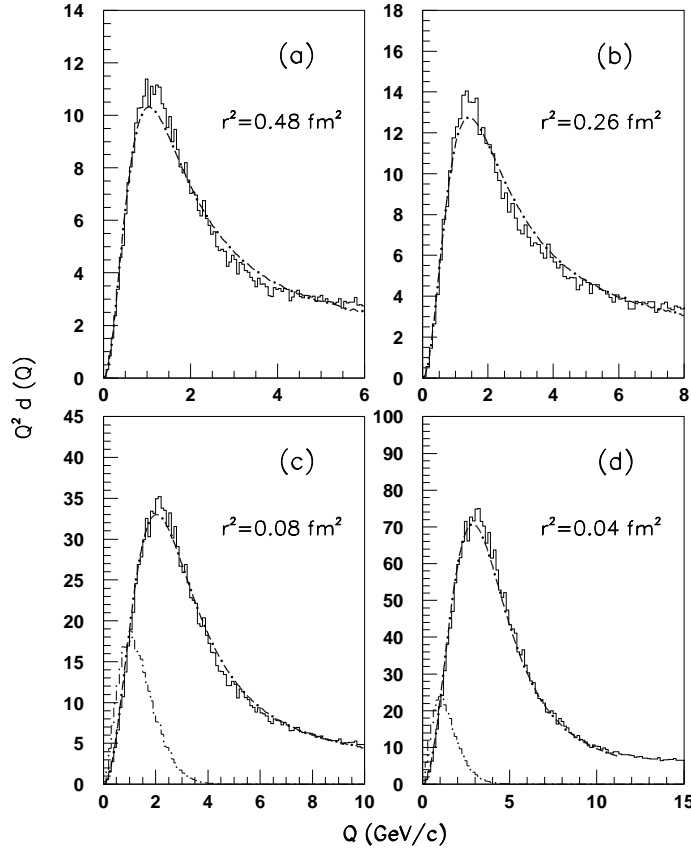 (a)
r²=0.48 fm²
14
12
10
8
6
4
2
0
0 2 4 6
(b)
r²=0.26 fm²
18
16
14
12
10
8
6
4
2
0
0 2 4 6 8
Q² d (Q)
(c)
r²=0.08 fm²
45
40
35
30
25
20
15
10
5
0
0 2 4 6 8 10
(d)
r²=0.04 fm²
100
90
80
70
60
50
40
30
20
10
0
0 5 10 15
Q (GeV/c)